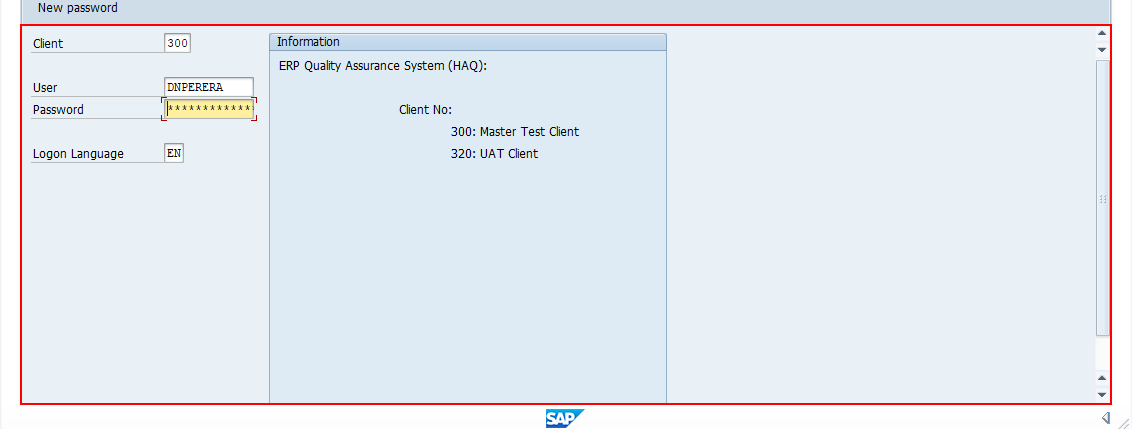 New password
Client 300
User DNPERERA
Password ************
Logon Language EN
Information
ERP Quality Assurance System (HAQ):
Client No:
300: Master Test Client
320: UAT Client
SAP